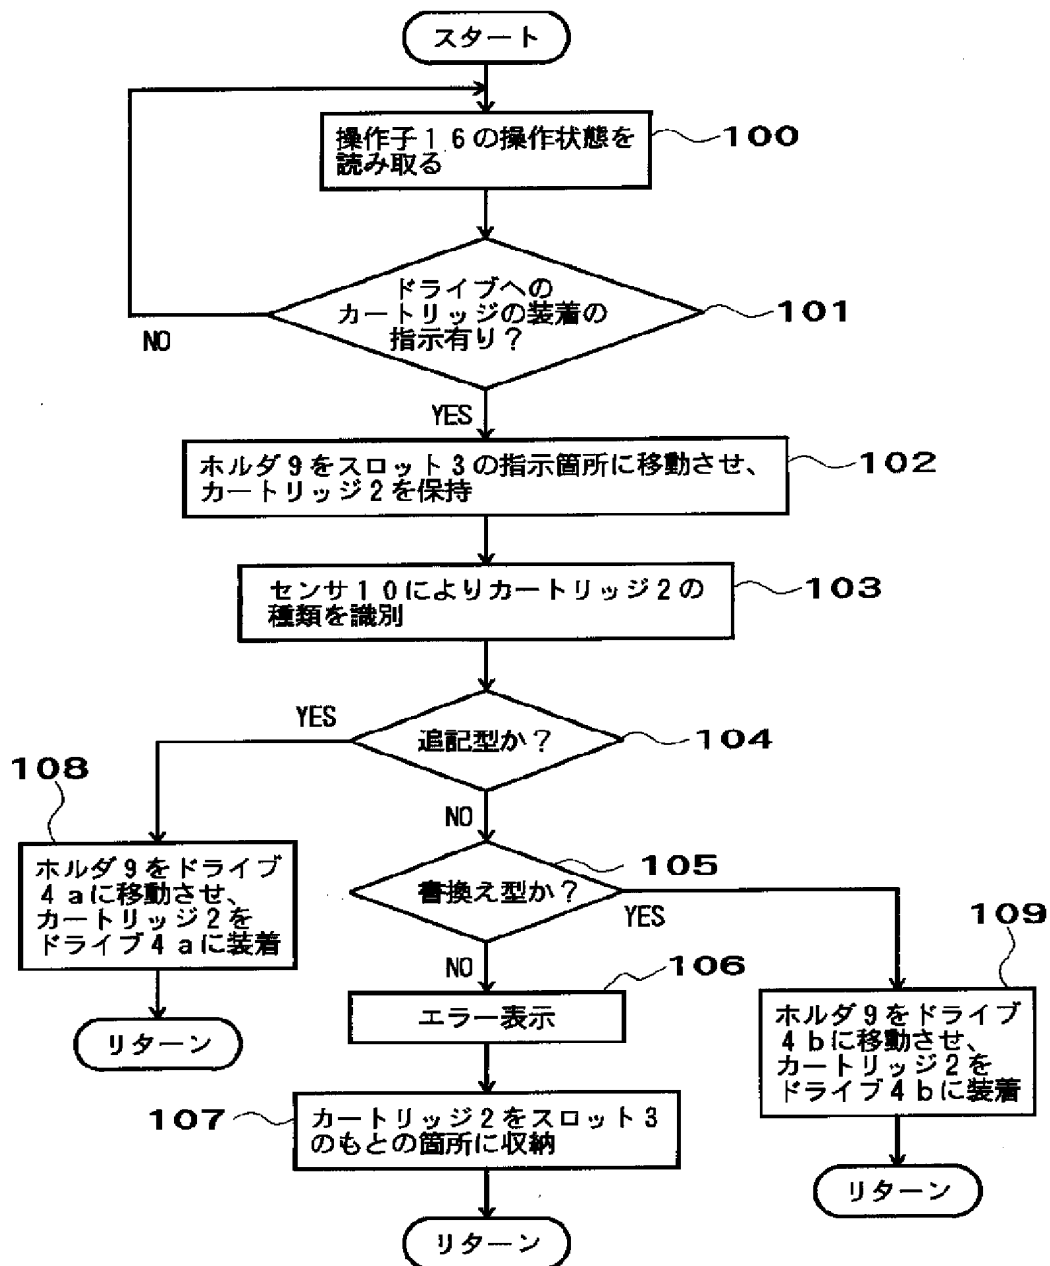 スタート
操作子16の操作状態を
読み取る
100
ドライブへの
カートリッジの装着の
指示有り?
101
NO
YES
ホルダ9をスロット3の指示箇所に移動させ、
カートリッジ2を保持
102
センサ10によりカートリッジ2の
種類を識別
103
YES
追記型か?
104
108
NO
ホルダ9をドライブ
4aに移動させ、
カートリッジ2を
ドライブ4aに装着
書換え型か?
105
YES
109
NO
106
エラー表示
ホルダ9をドライブ
4bに移動させ、
カートリッジ2を
ドライブ4bに装着
リターン
107
カートリッジ2をスロット3
のもとの箇所に収納
リターン
リターン